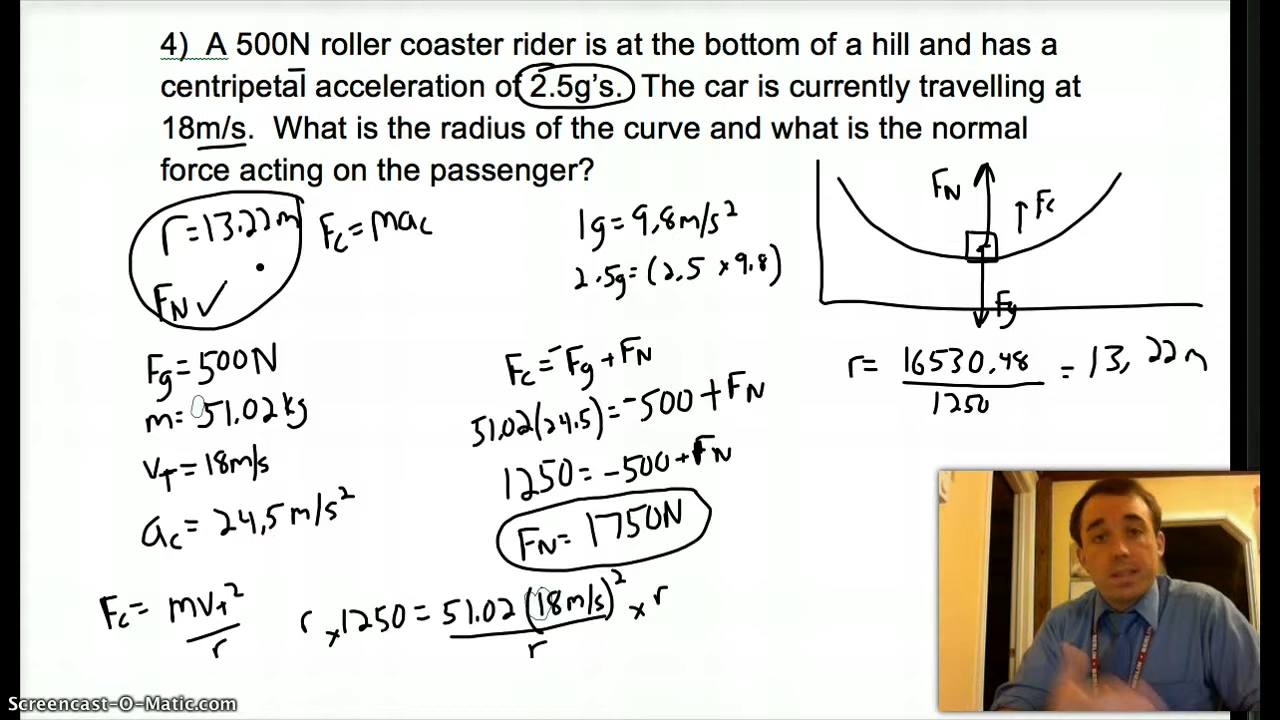 4) A 500N roller coaster rider is at the bottom of a hill and has a
centripetal acceleration of 2.5g's. The car is currently travelling at
18m/s. What is the radius of the curve and what is the normal
force acting on the passenger?
r=13.22m
FN ✓
Fc=mac
1g=9,8m/s²
2.5g=(2.5 x9.8)
FN
Fc
Fg
Fg=500N
m=51.02kg
vT=18m/s
ac=24,5m/s²
Fc=-Fg+FN
51.02(24.5)=-500+FN
1250=-500+FN
FN=1750N
r=16530.48/1250=13,22m
Fc=mvT²/r
r x1250=51.02(18m/s)²/r x r
Screencast-O-Matic.com